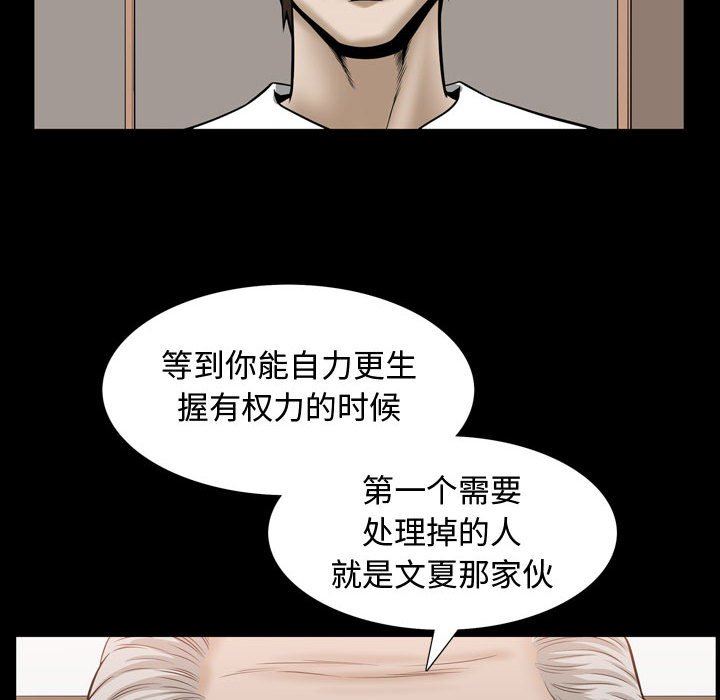 等到你能自力更生
握有权力的时候
第一个需要
处理掉的人
就是文夏那家伙